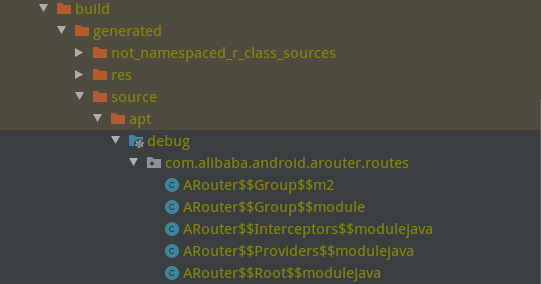 build
generated
not_namespaced_r_class_sources
res
source
apt
debug
com.alibaba.android.arouter.routes
ARouter$$Group$$m2
ARouter$$Group$$module
ARouter$$Interceptors$$modulejava
ARouter$$Providers$$modulejava
ARouter$$Root$$modulejava